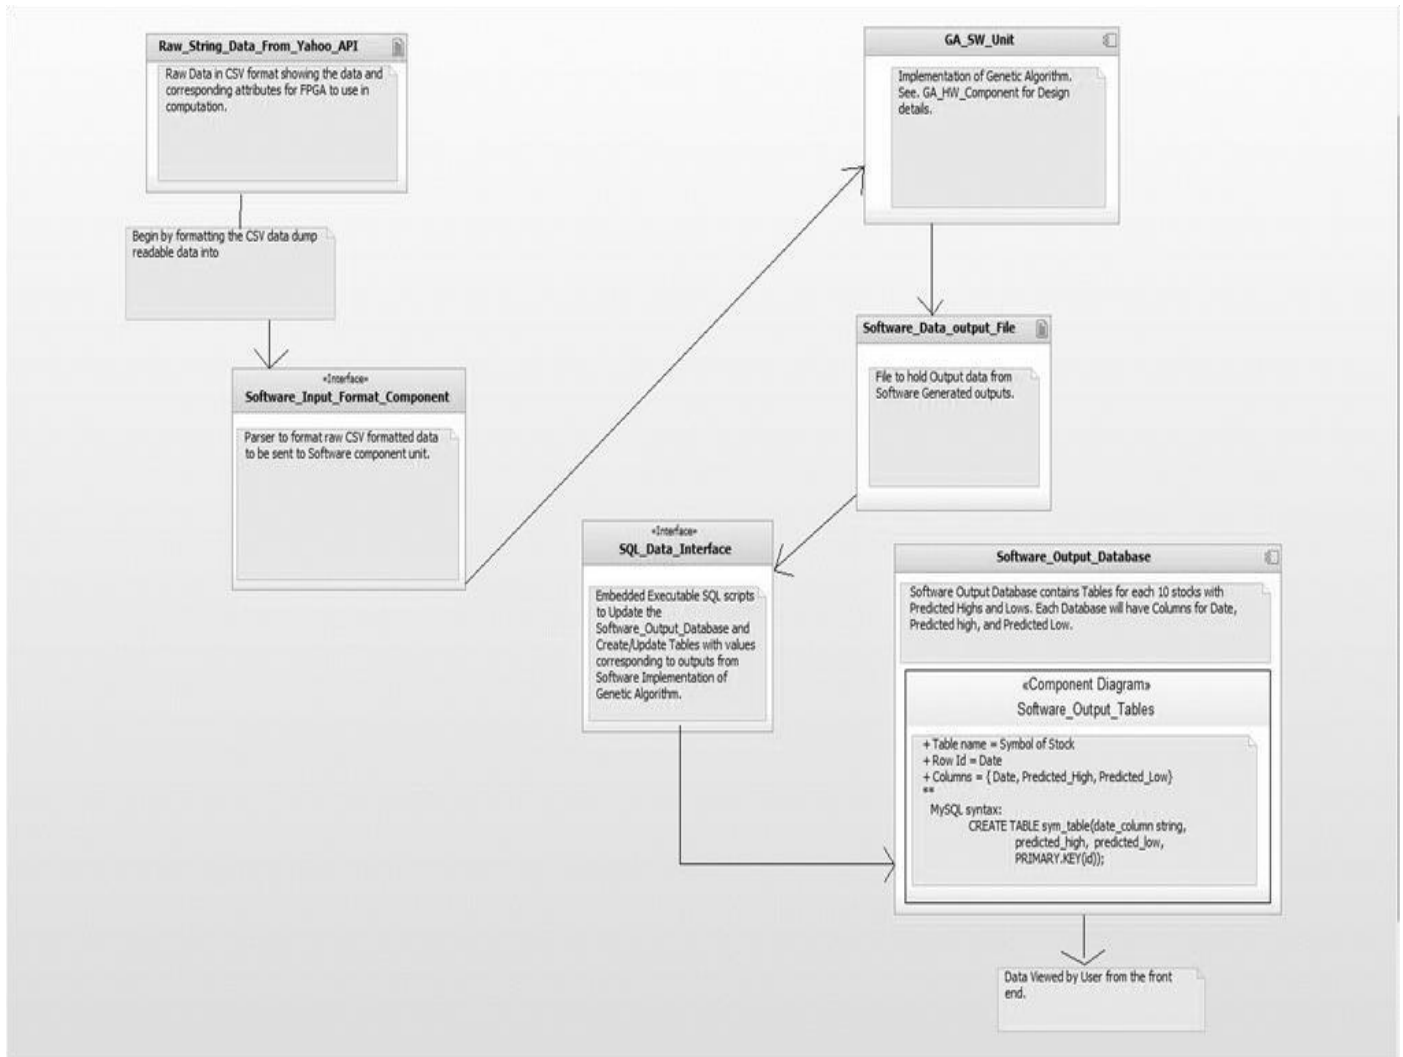 Raw_String_Data_From_Yahoo_API
Raw Data in CSV format showing the data and
corresponding attributes for FPGA to use in
computation.
Begin by formatting the CSV data dump
readable data into
«Interface»
Software_Input_Format_Component
Parser to format raw CSV formatted data
to be sent to Software component unit.
GA_SW_Unit
Implementation of Genetic Algorithm.
See. GA_HW_Component for Design
details.
Software_Data_output_File
File to hold Output data from
Software Generated outputs.
«Interface»
SQL_Data_Interface
Embedded Executable SQL scripts
to Update the
Software_Output_Database and
Create/Update Tables with values
corresponding to outputs from
Software Implementation of
Genetic Algorithm.
Software_Output_Database
Software Output Database contains Tables for each 10 stocks with
Predicted Highs and Lows. Each Database will have Columns for Date,
Predicted high, and Predicted Low.
«Component Diagram»
Software_Output_Tables
+ Table name = Symbol of Stock
+ Row Id = Date
+ Columns = { Date, Predicted_High, Predicted_Low}
**
MySQL syntax:
CREATE TABLE sym_table(date_column string,
predicted_high, predicted_low,
PRIMARY.KEY(id));
Data Viewed by User from the front
end.